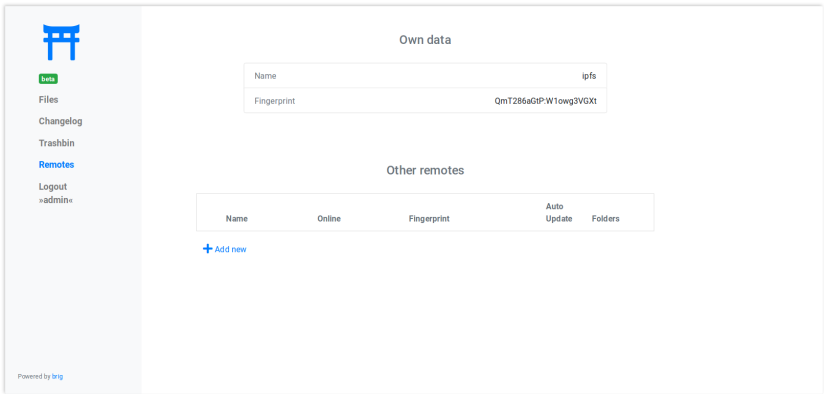 beta
Files
Changelog
Trashbin
Remotes
Logout
»admin«
Powered by brig
Own data
Name ipfs
Fingerprint QmT286aGtP:W1owg3VGXt
Other remotes
Name Online Fingerprint Auto Update Folders
Add new